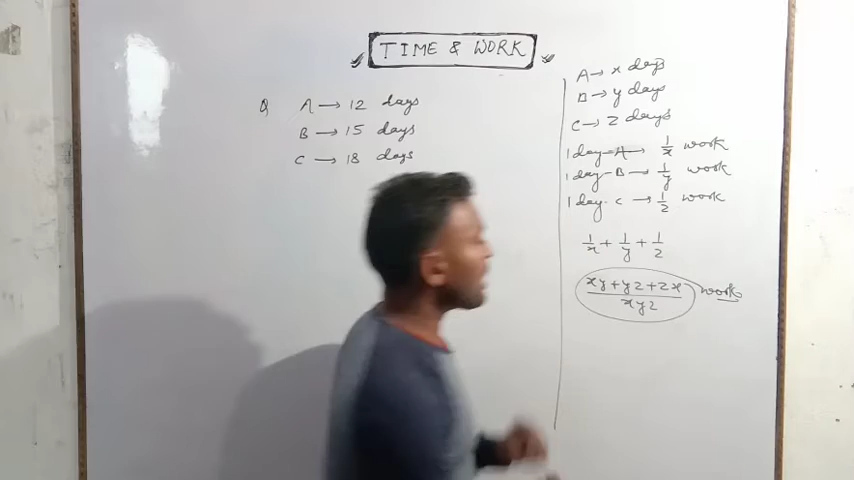 TIME & WORK
Q A → 12 days
B → 15 days
C → 18 days
A → x days
B → y days
C → z days
1 day A → 1/x work
1 day B → 1/y work
1 day C → 1/z work
1/x + 1/y + 1/z
xy + yz + zx / xyz work